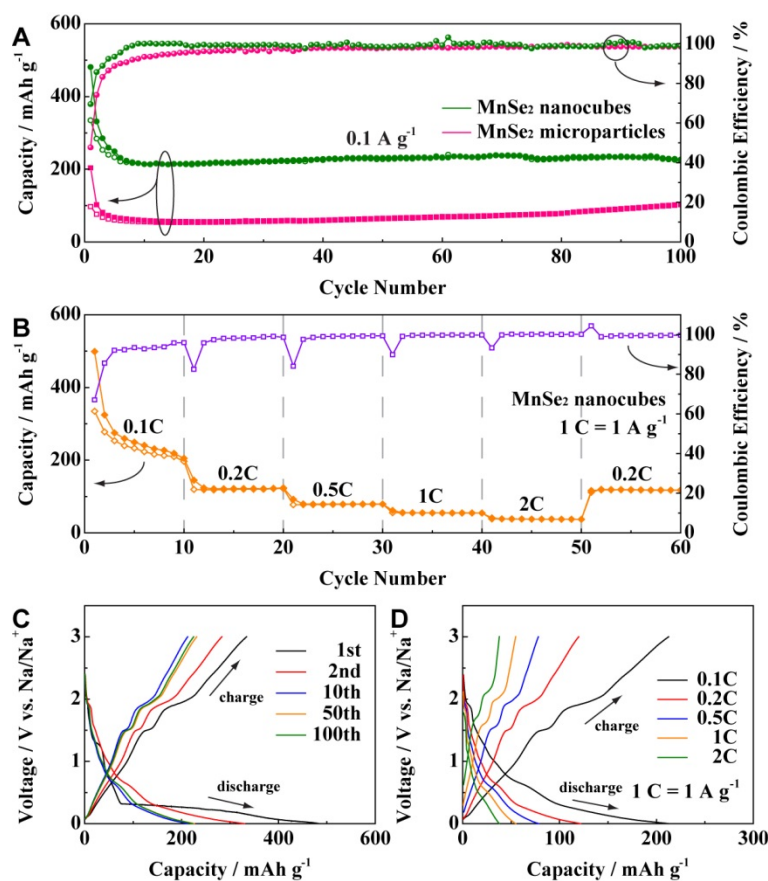 A
600
400
200
0
Capacity / mAh g⁻¹
0 20 40 60 80 100
Cycle Number
100
80
60
40
20
0
Coulombic Efficiency / %
MnSe₂ nanocubes
MnSe₂ microparticles
0.1 A g⁻¹
B
600
400
200
0
Capacity / mAh g⁻¹
0 10 20 30 40 50 60
Cycle Number
100
80
60
40
20
0
Coulombic Efficiency / %
MnSe₂ nanocubes
1 C = 1 A g⁻¹
0.1C
0.2C
0.5C
1C
2C
0.2C
C
3
2
1
0
Voltage / V vs. Na/Na⁺
0 200 400 600
Capacity / mAh g⁻¹
1st
2nd
10th
50th
100th
charge
discharge
D
3
2
1
0
Voltage / V vs. Na/Na⁺
0 100 200 300
Capacity / mAh g⁻¹
0.1C
0.2C
0.5C
1C
2C
charge
discharge
1 C = 1 A g⁻¹